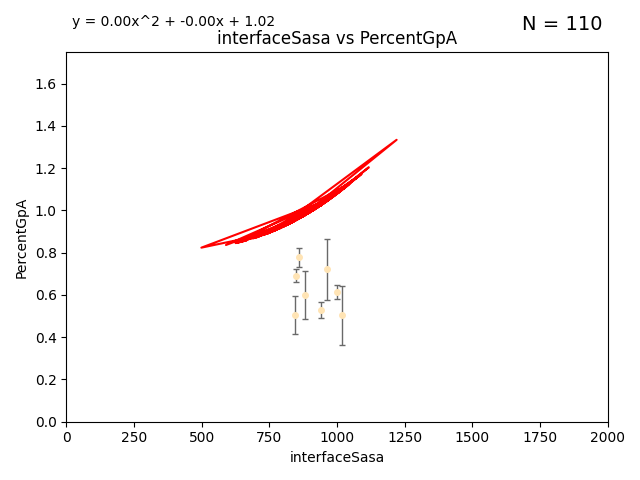 y = 0.00x^2 + -0.00x + 1.02
N = 110
interfaceSasa vs PercentGpA
PercentGpA
1.6
1.4
1.2
1.0
0.8
0.6
0.4
0.2
0.0
0 250 500 750 1000 1250 1500 1750 2000
interfaceSasa